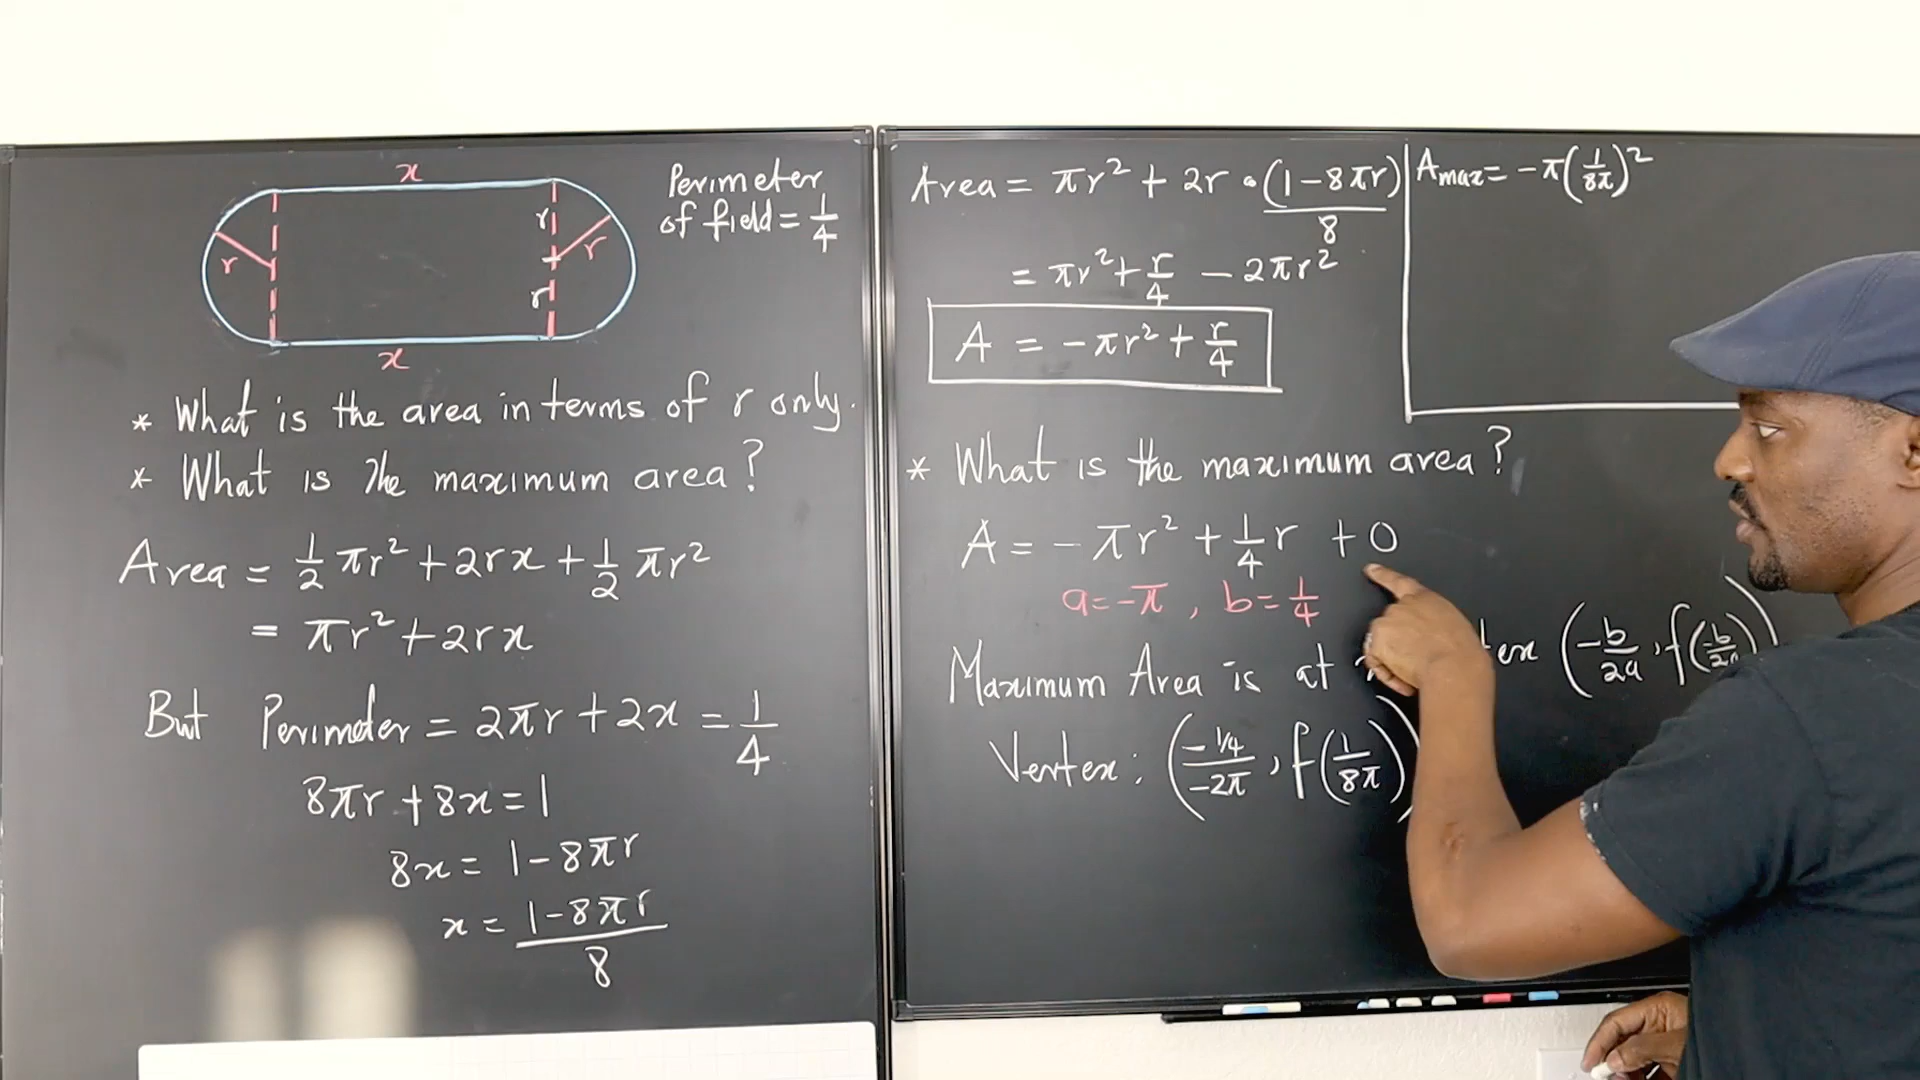 x
Perimeter
of field = 1/4
r
r
r
r
x
* What is the area in terms of r only.
* What is the maximum area?
Area = 1/2 πr² + 2rx + 1/2 πr²
= πr² + 2rx
But Perimeter = 2πr + 2x = 1/4
8πr + 8x = 1
8x = 1 - 8πr
x = (1 - 8πr)/8
Area = πr² + 2r • (1 - 8πr)/8
= πr² + r/4 - 2πr²
A = -πr² + r/4
* What is the maximum area?
A = -πr² + 1/4 r + 0
a = -π, b = 1/4
Maximum Area is at (-b/2a, f(b/2a))
Vertex: (-1/4/-2π, f(1/8π))
Amax = -π(1/8π)²